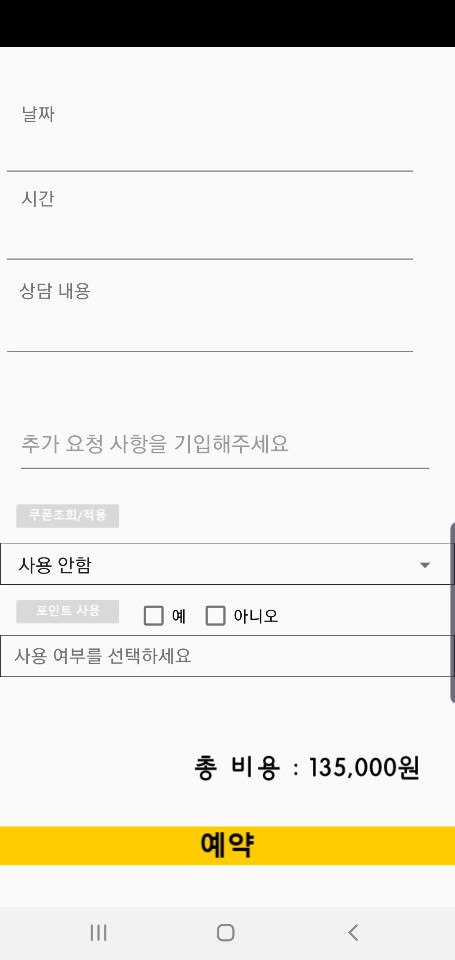 날짜
시간
상담 내용
추가 요청 사항을 기입해주세요
쿠폰조회/적용
사용 안함
포인트 사용 예 아니오
사용 여부를 선택하세요
총 비용 : 135,000원
예약